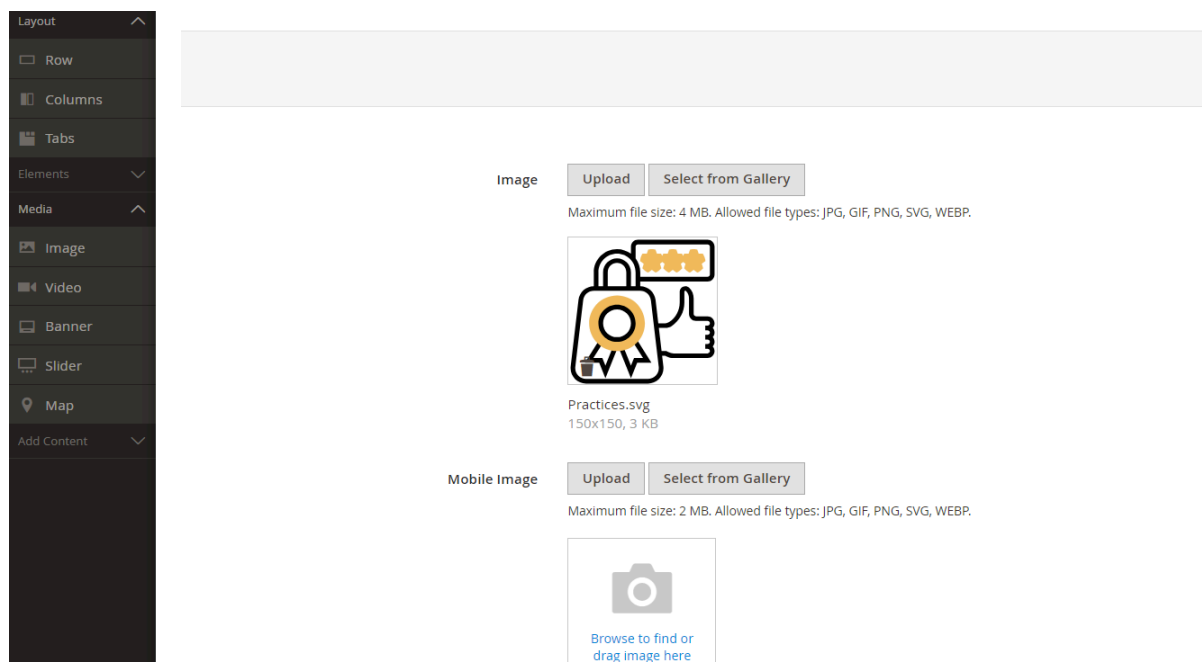 Layout
Row
Columns
Tabs
Elements
Media
Image
Video
Banner
Slider
Map
Add Content
Image
Upload
Select from Gallery
Maximum file size: 4 MB. Allowed file types: JPG, GIF, PNG, SVG, WEBP.
Practices.svg
150x150, 3 KB
Mobile Image
Upload
Select from Gallery
Maximum file size: 2 MB. Allowed file types: JPG, GIF, PNG, SVG, WEBP.
Browse to find or
drag image here